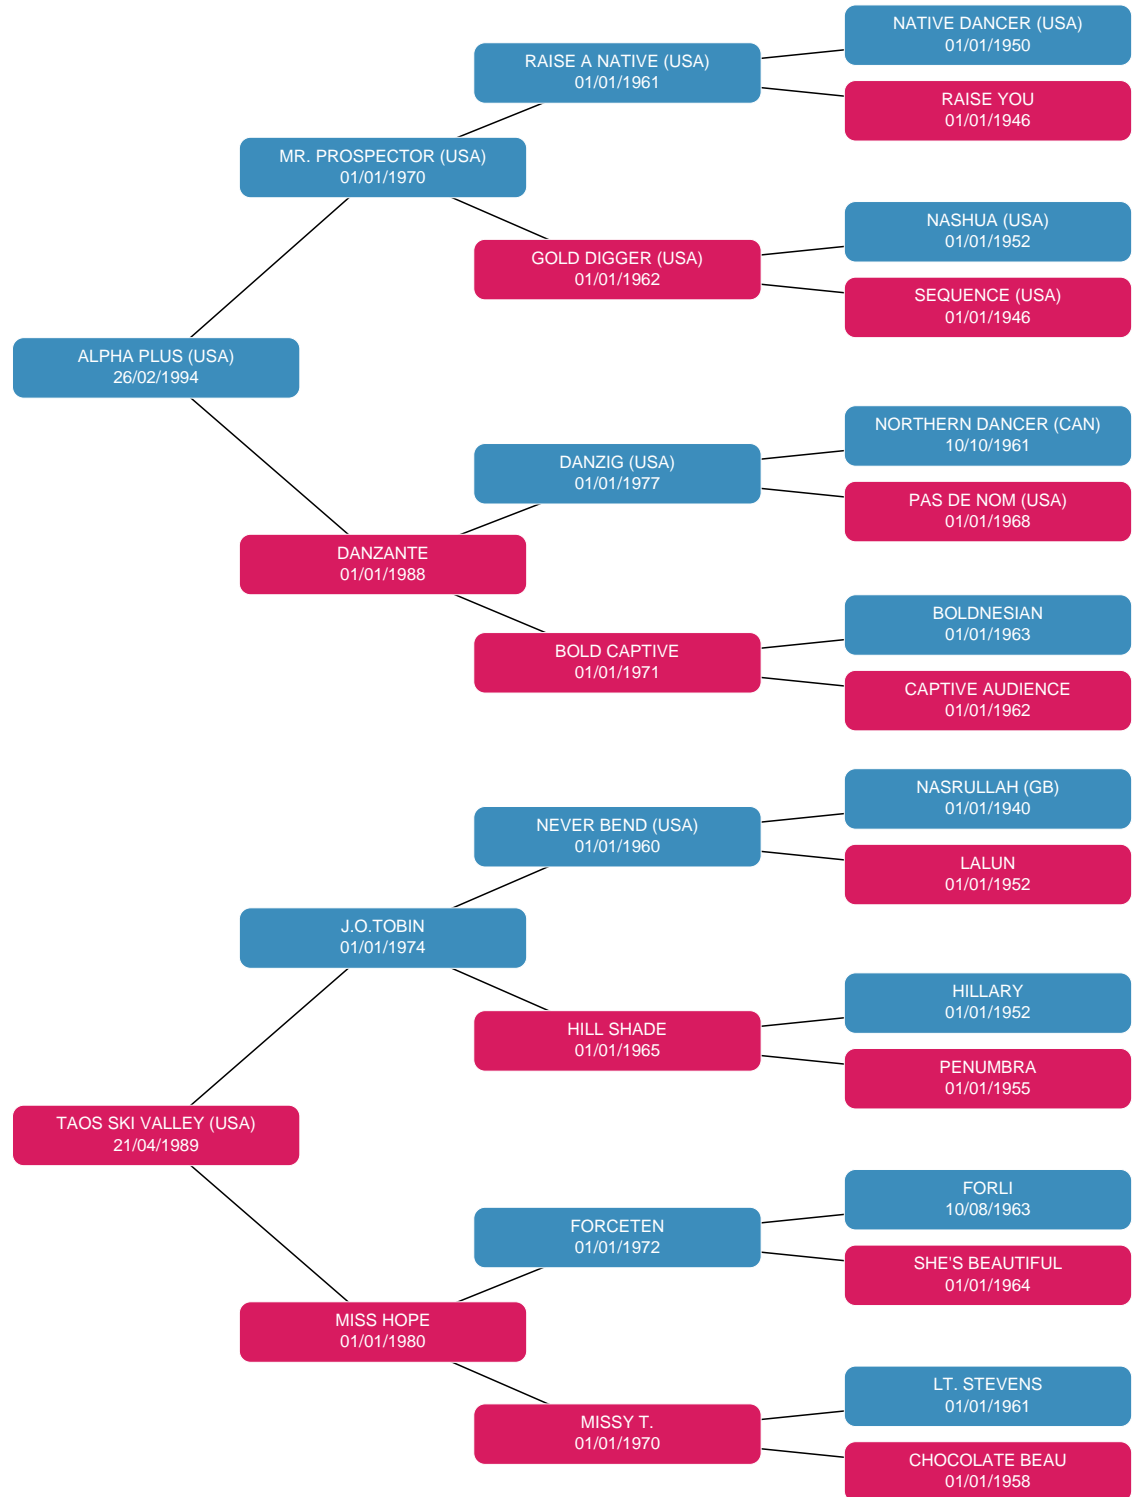 NATIVE DANCER (USA)
01/01/1950
RAISE A NATIVE (USA)
01/01/1961
RAISE YOU
01/01/1946
MR. PROSPECTOR (USA)
01/01/1970
NASHUA (USA)
01/01/1952
GOLD DIGGER (USA)
01/01/1962
SEQUENCE (USA)
01/01/1946
ALPHA PLUS (USA)
26/02/1994
NORTHERN DANCER (CAN)
10/10/1961
DANZIG (USA)
01/01/1977
PAS DE NOM (USA)
01/01/1968
DANZANTE
01/01/1988
BOLDNESIAN
01/01/1963
BOLD CAPTIVE
01/01/1971
CAPTIVE AUDIENCE
01/01/1962
NASRULLAH (GB)
01/01/1940
NEVER BEND (USA)
01/01/1960
LALUN
01/01/1952
J.O.TOBIN
01/01/1974
HILLARY
01/01/1952
HILL SHADE
01/01/1965
PENUMBRA
01/01/1955
TAOS SKI VALLEY (USA)
21/04/1989
FORLI
10/08/1963
FORCETEN
01/01/1972
SHE'S BEAUTIFUL
01/01/1964
MISS HOPE
01/01/1980
LT. STEVENS
01/01/1961
MISSY T.
01/01/1970
CHOCOLATE BEAU
01/01/1958